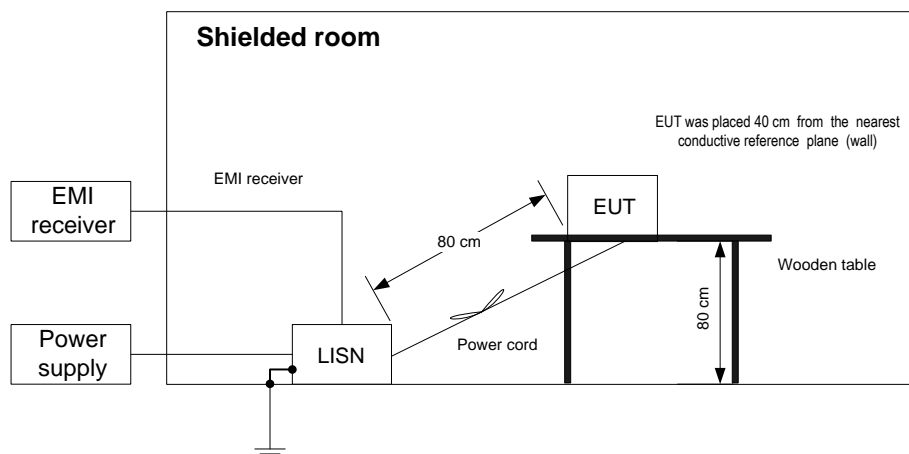 Shielded room
EUT was placed 40 cm from the nearest
conductive reference plane (wall)
EMI receiver
EMI
receiver
EUT
80 cm
Wooden table
80 cm
Power cord
Power
supply
LISN